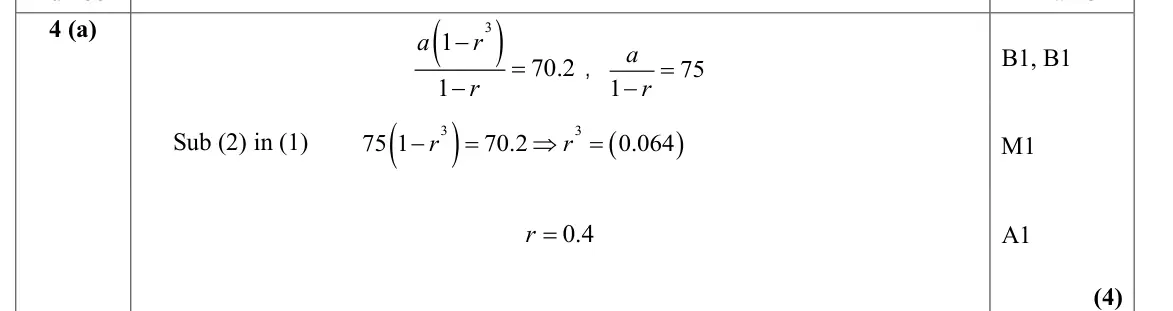 4 (a)
a(1−r³)/(1−r) = 70.2 , a/(1−r) = 75
B1, B1
Sub (2) in (1) 75(1−r³) = 70.2 ⇒ r³ = (0.064)
M1
r = 0.4
A1
(4)